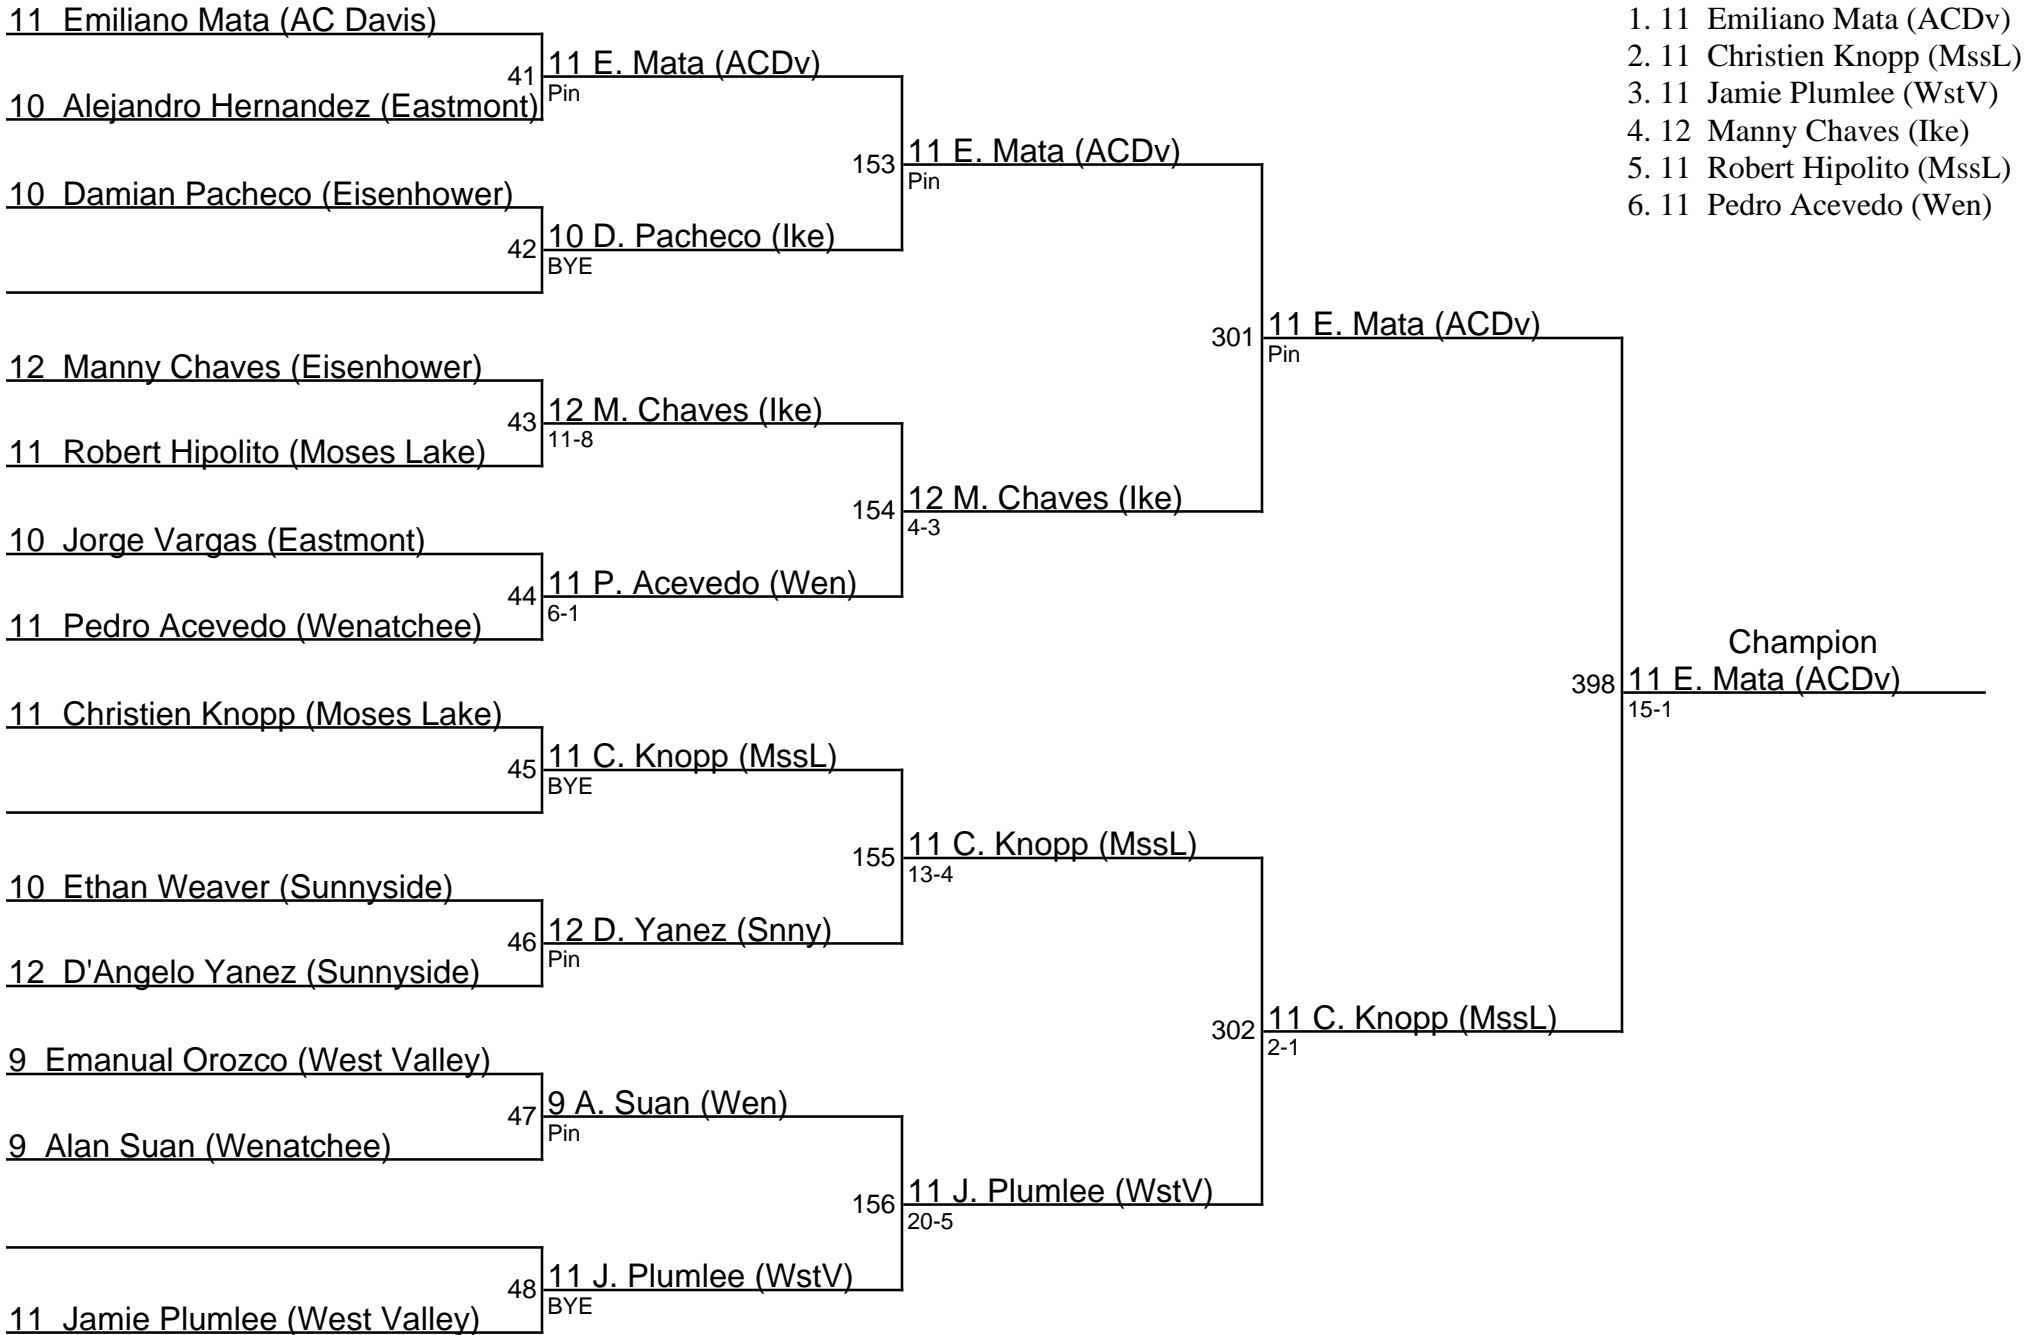 11 Emiliano Mata (AC Davis)
10 Alejandro Hernandez (Eastmont)
10 Damian Pacheco (Eisenhower)
12 Manny Chaves (Eisenhower)
11 Robert Hipolito (Moses Lake)
10 Jorge Vargas (Eastmont)
11 Pedro Acevedo (Wenatchee)
11 Christien Knopp (Moses Lake)
10 Ethan Weaver (Sunnyside)
12 D'Angelo Yanez (Sunnyside)
9 Emanual Orozco (West Valley)
9 Alan Suan (Wenatchee)
11 Jamie Plumlee (West Valley)
41 11 E. Mata (ACDv)
Pin
42 10 D. Pacheco (Ike)
BYE
43 12 M. Chaves (Ike)
11-8
44 11 P. Acevedo (Wen)
6-1
45 11 C. Knopp (MssL)
BYE
46 12 D. Yanez (Snny)
Pin
47 9 A. Suan (Wen)
Pin
48 11 J. Plumlee (WstV)
BYE
153 11 E. Mata (ACDv)
Pin
154 12 M. Chaves (Ike)
4-3
155 11 C. Knopp (MssL)
13-4
156 11 J. Plumlee (WstV)
20-5
301 11 E. Mata (ACDv)
Pin
302 11 C. Knopp (MssL)
2-1
Champion
398 11 E. Mata (ACDv)
15-1
1. 11 Emiliano Mata (ACDv)
2. 11 Christien Knopp (MssL)
3. 11 Jamie Plumlee (WstV)
4. 12 Manny Chaves (Ike)
5. 11 Robert Hipolito (MssL)
6. 11 Pedro Acevedo (Wen)